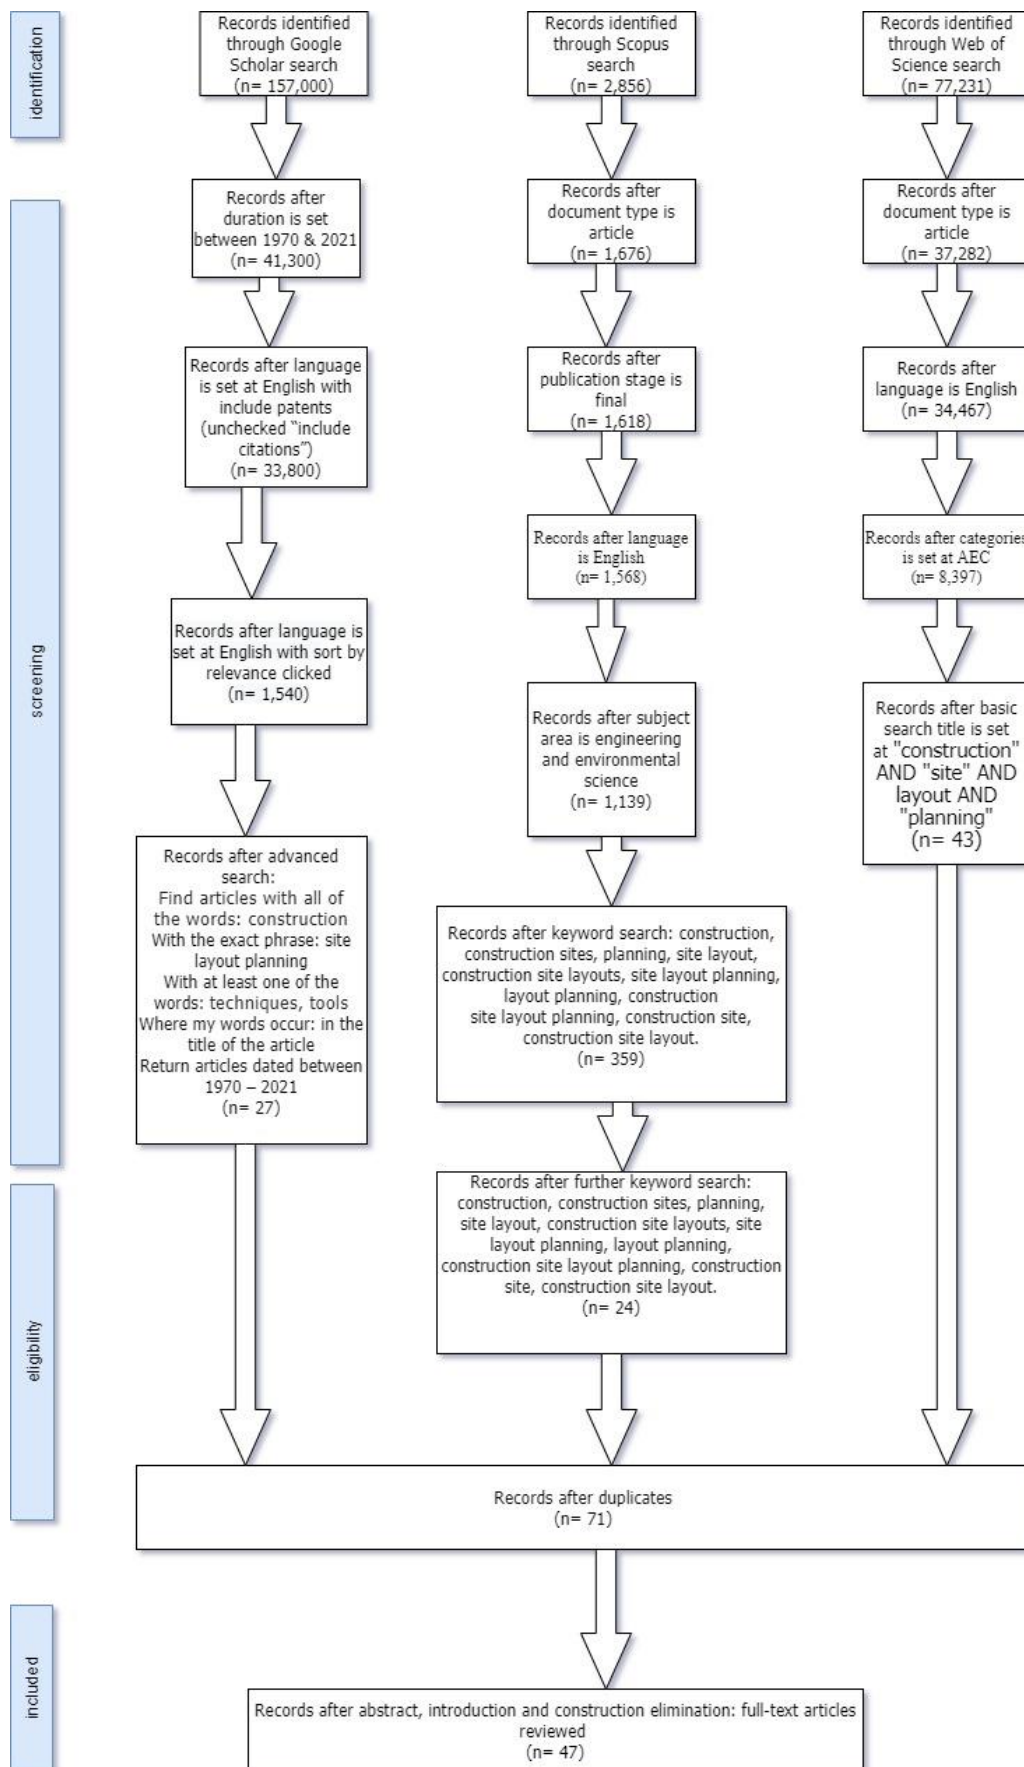 identification
Records identified
through Google
Scholar search
(n= 157,000)
Records identified
through Scopus
search
(n= 2,856)
Records identified
through Web of
Science search
(n= 77,231)
screening
Records after
duration is set
between 1970 & 2021
(n= 41,300)
Records after
document type is
article
(n= 1,676)
Records after
document type is
article
(n= 37,282)
Records after language
is set at English with
include patents
(unchecked “include
citations”)
(n= 33,800)
Records after
publication stage is
final
(n= 1,618)
Records after
language is English
(n= 34,467)
Records after language is
set at English with sort by
relevance clicked
(n= 1,540)
Records after language
is English
(n= 1,568)
Records after categories
is set at AEC
(n= 8,397)
Records after subject
area is engineering
and environmental
science
(n= 1,139)
Records after basic
search title is set
at "construction"
AND "site" AND
layout AND
"planning"
(n= 43)
Records after advanced
search:
Find articles with all of
the words: construction
With the exact phrase: site
layout planning
With at least one of the
words: techniques, tools
Where my words occur: in the
title of the article
Return articles dated between
1970 – 2021
(n= 27)
Records after keyword search: construction,
construction sites, planning, site layout,
construction site layouts, site layout planning,
layout planning, construction
site layout planning, construction site,
construction site layout.
(n= 359)
eligibility
Records after further keyword search:
construction, construction sites, planning,
site layout, construction site layouts, site
layout planning, layout planning,
construction site layout planning, construction
site, construction site layout.
(n= 24)
Records after duplicates
(n= 71)
included
Records after abstract, introduction and construction elimination: full-text articles
reviewed
(n= 47)